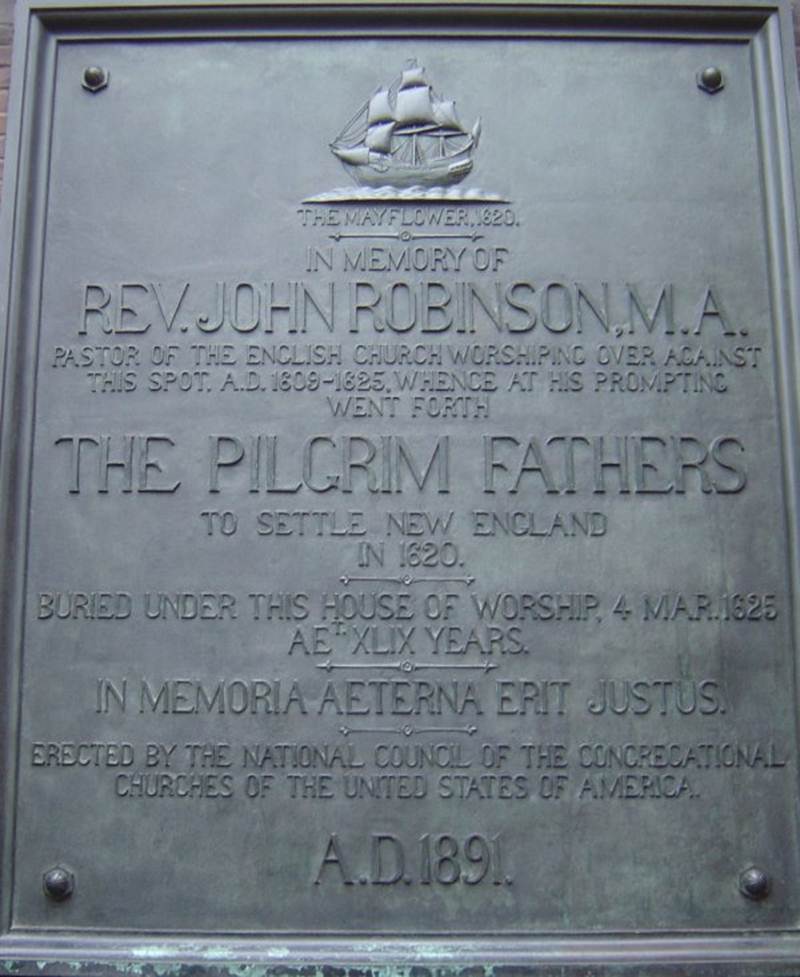 THE MAYFLOWER, 1620.
IN MEMORY OF
REV. JOHN ROBINSON, M.A.
PASTOR OF THE ENGLISH CHURCH WORSHIPING OVER AGAINST
THIS SPOT, A.D. 1609-1625, WHENCE AT HIS PROMPTING
WENT FORTH
THE PILGRIM FATHERS
TO SETTLE NEW ENGLAND
IN 1620.
BURIED UNDER THIS HOUSE OF WORSHIP, 4 MAR. 1625
AET. XLIX YEARS.
IN MEMORIA AETERNA ERIT JUSTUS.
ERECTED BY THE NATIONAL COUNCIL OF THE CONGREGATIONAL
CHURCHES OF THE UNITED STATES OF AMERICA.
A.D. 1891.